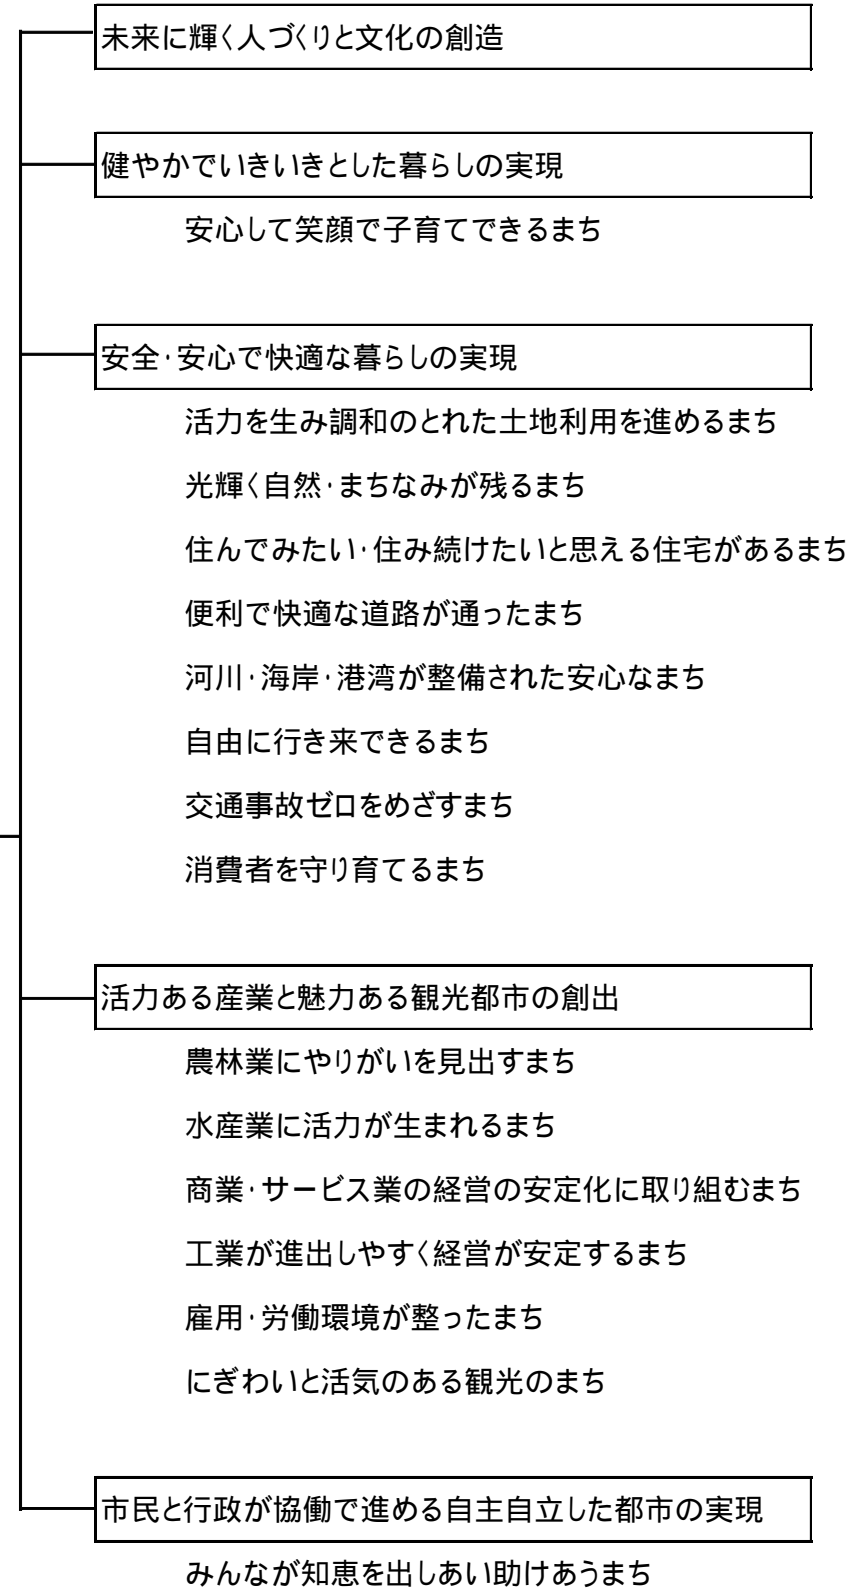 未来に輝く人づくりと文化の創造
健やかでいきいきとした暮らしの実現
安心して笑顔で子育てできるまち
安全・安心で快適な暮らしの実現
活力を生み調和のとれた土地利用を進めるまち
光輝く自然・まちなみが残るまち
住んでみたい・住み続けたいと思える住宅があるまち
便利で快適な道路が通ったまち
河川・海岸・港湾が整備された安心なまち
自由に行き来できるまち
交通事故ゼロをめざすまち
消費者を守り育てるまち
活力ある産業と魅力ある観光都市の創出
農林業にやりがいを見出すまち
水産業に活力が生まれるまち
商業・サービス業の経営の安定化に取り組むまち
工業が進出しやすく経営が安定するまち
雇用・労働環境が整ったまち
にぎわいと活気のある観光のまち
市民と行政が協働で進める自主自立した都市の実現
みんなが知恵を出しあい助けあうまち